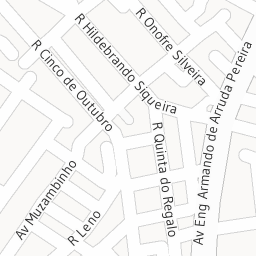 R Onofre Silveira
R Hildebrando Siqueira
R Cinco de Outubro
Av Eng Armando de Arruda Pereira
R Quinta do Regalo
Av Muzambinho
R Leno